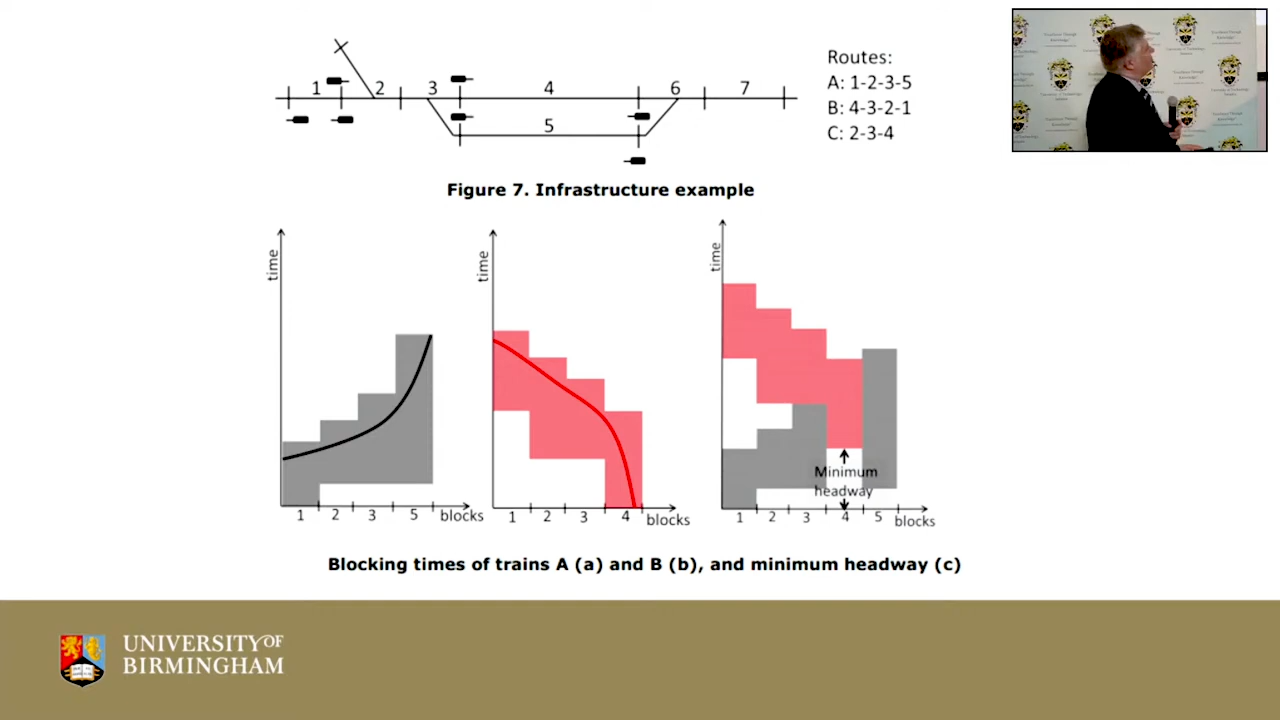 1 2 3 4 6 7
5
Routes:
A: 1-2-3-5
B: 4-3-2-1
C: 2-3-4
Figure 7. Infrastructure example
time
time
time
Minimum
headway
1 2 3 5 blocks
1 2 3 4 blocks
1 2 3 4 5 blocks
Blocking times of trains A (a) and B (b), and minimum headway (c)
UNIVERSITY OF
BIRMINGHAM